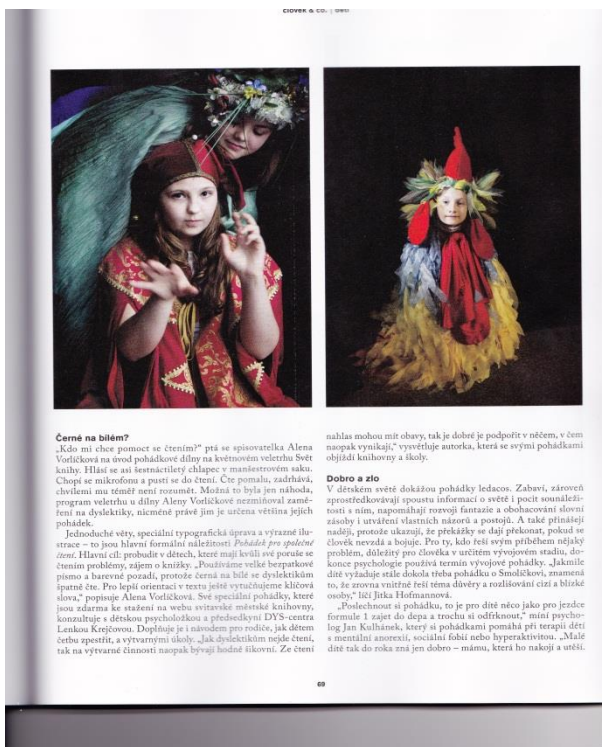 člověk & co. | děti
Černé na bílém?
„Kdo mi chce pomoct se čtením?“ ptá se spisovatelka Alena
Vorlíčková na úvod pohádkové dílny na květnovém veletrhu Svět
knihy. Hlásí se asi šestnáctiletý chlapec v manšestrovém saku.
Chopí se mikrofonu a pustí se do čtení. Čte pomalu, zadrhává,
chvílemi mu téměř není rozumět. Možná to byla jen náhoda,
program veletrhu u dílny Aleny Vorlíčkové nezmiňoval zamě-
ření na dyslektiky, nicméně právě jim je určena většina jejích
pohádek.
Jednoduché věty, speciální typografická úprava a výrazné ilu-
strace – to jsou hlavní formální náležitosti Pohádek pro společné
čtení. Hlavní cíl: probudit v dětech, které mají kvůli své poruše se
čtením problémy, zájem o knížky. „Používáme velké bezpatkové
písmo a barevné pozadí, protože černá na bílé se dyslektikům
špatně čte. Pro lepší orientaci v textu ještě vytučňujeme klíčová
slova,“ popisuje Alena Vorlíčková. Své speciální pohádky, které
jsou zdarma ke stažení na webu svitavské městské knihovny,
konzultuje s dětskou psycholožkou a předsedkyní DYS-centra
Lenkou Krejčovou. Doplňuje je i návodem pro rodiče, jak dětem
četbu zpestřit, a výtvarnými úkoly. „Jak dyslektikům nejde čtení,
tak na výtvarné činnosti naopak bývají hodně šikovní. Ze čtení
nahlas mohou mít obavy, tak je dobré je podpořit v něčem, v čem
naopak vynikají,“ vysvětluje autorka, která se svými pohádkami
objíždí knihovny a školy.
Dobro a zlo
V dětském světě dokážou pohádky ledacos. Zabaví, zároveň
zprostředkovávají spoustu informací o světě i pocit sounáleži-
tosti s ním, napomáhají rozvoji fantazie a obohacování slovní
zásoby i utváření vlastních názorů a postojů. A také přinášejí
naději, protože ukazují, že překážky se dají překonat, pokud se
člověk nevzdá a bojuje. Pro ty, kdo řeší svým příběhem nějaký
problém, důležitý pro člověka v určitém vývojovém stadiu, do-
konce psychologie používá termín vývojové pohádky. „Jakmile
dítě vyžaduje stále dokola třeba pohádku o Smolíčkovi, znamená
to, že zrovna vnitřně řeší téma důvěry a rozlišování cizí a blízké
osoby,“ líčí Jitka Hofmannová.
„Poslechnout si pohádku, to je pro dítě něco jako pro jezdce
formule 1 zajet do depa a trochu si odfrknout,“ míní psycho-
log Jan Kulhánek, který si pohádkami pomáhá při terapii dětí
s mentální anorexií, sociální fobií nebo hyperaktivitou. „Malé
dítě tak do roka zná jen dobro – mámu, která ho nakojí a utěší.
69